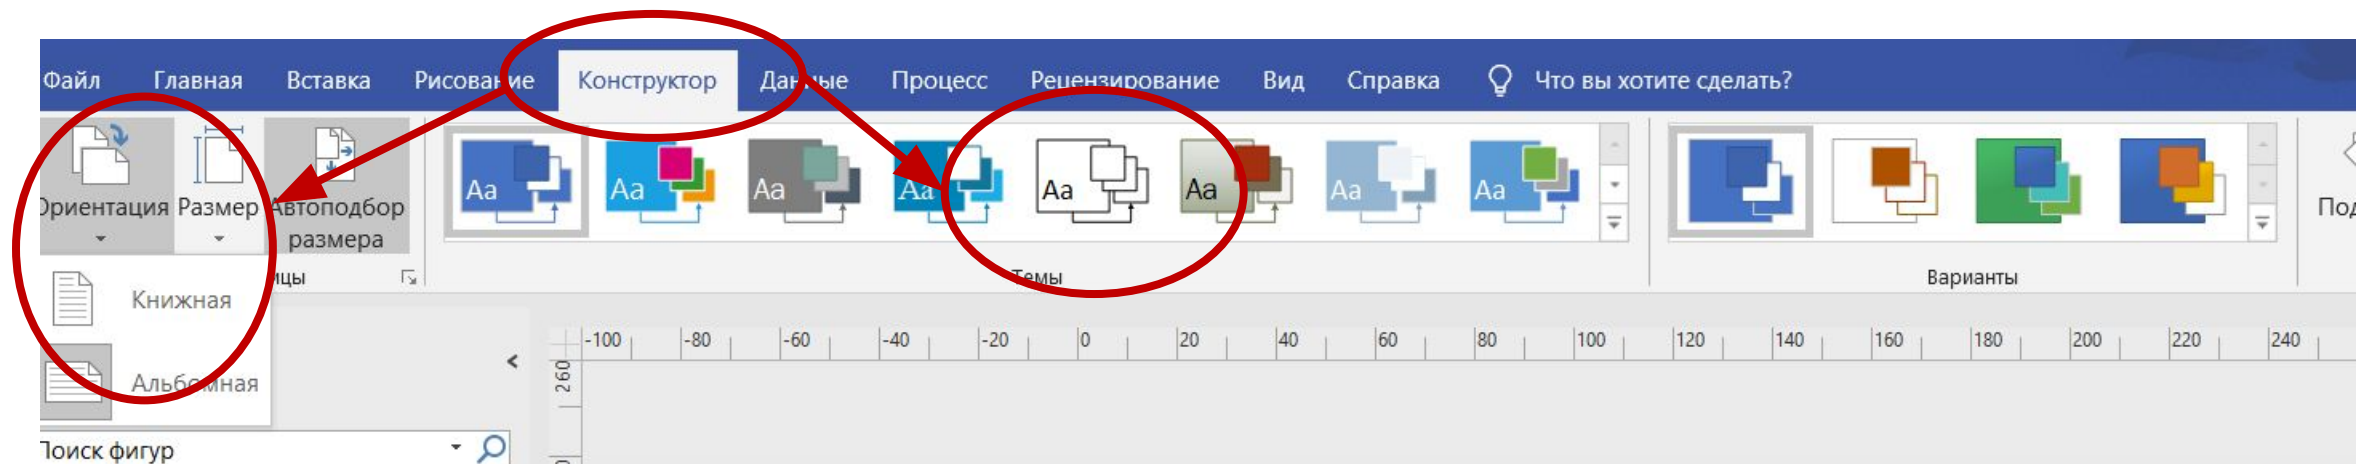 Файл Главная Вставка Рисование Конструктор Данные Процесс Рецензирование Вид Справка Что вы хотите сделать?
Ориентация Размер Автоподбор размера
Aa Aa Aa Aa Aa Aa Aa Aa
Темы
Варианты
Книжная
Альбомная
-100 -80 -60 -40 -20 0 20 40 60 80 100 120 140 160 180 200 220 240
260
Поиск фигур